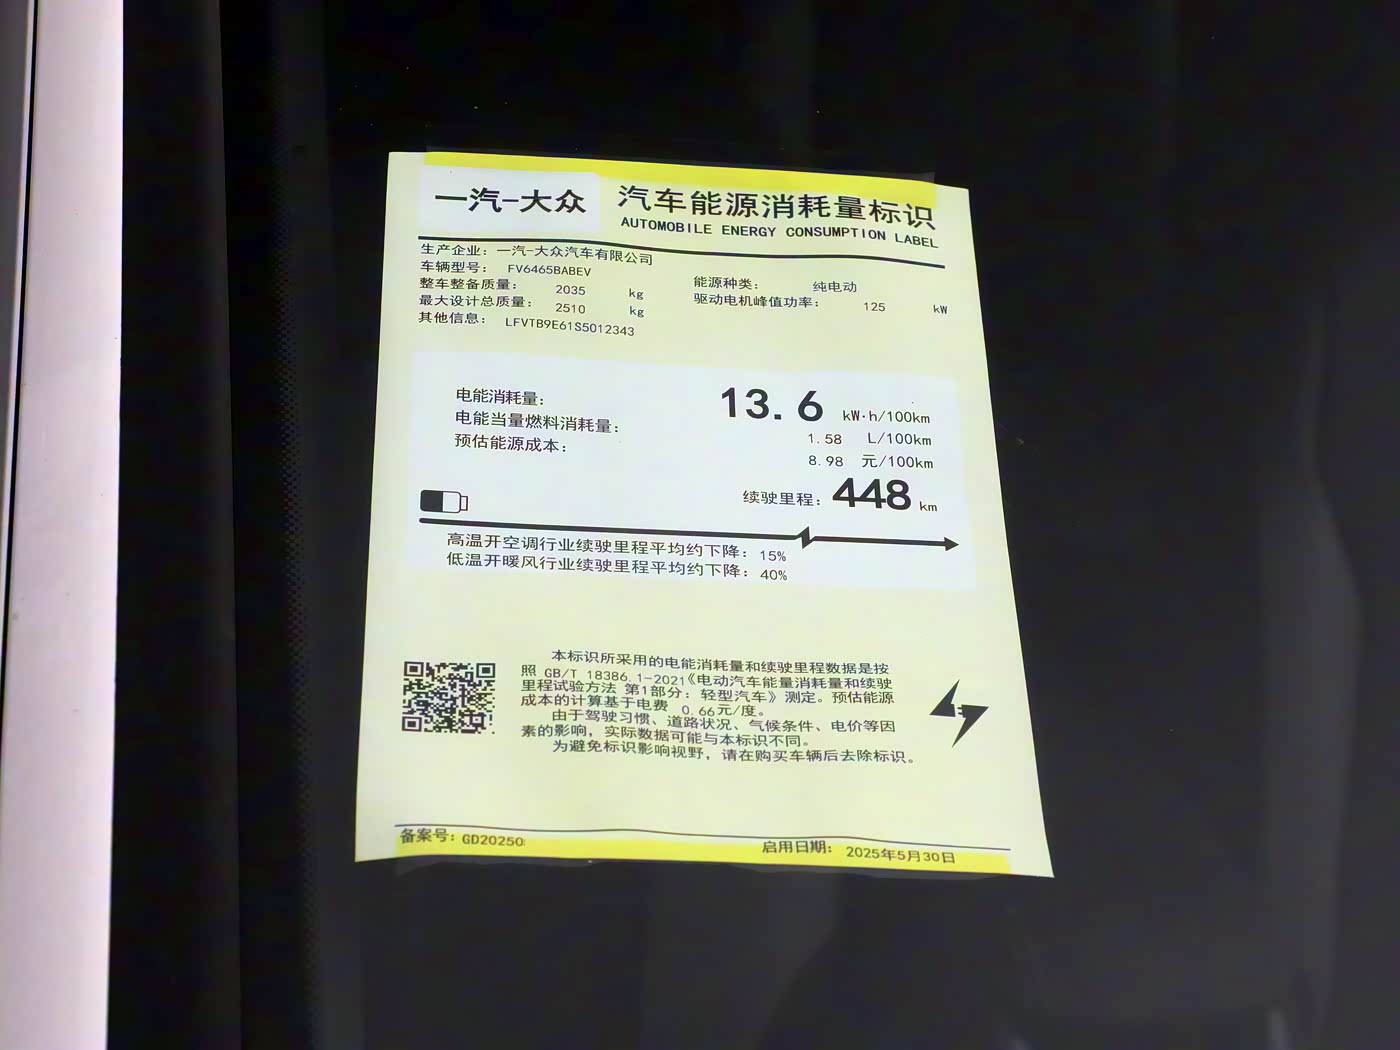 一汽-大众
汽车能源消耗量标识
AUTOMOBILE ENERGY CONSUMPTION LABEL
生产企业：一汽-大众汽车有限公司
车辆型号： FV6465BABEV
能源种类： 纯电动
整车整备质量： 2035 kg
驱动电机峰值功率： 125 kW
最大设计总质量： 2510 kg
其他信息： LFVTB9E61S5012343
电能消耗量： 13.6 kW·h/100km
电能当量燃料消耗量： 1.58 L/100km
预估能源成本： 8.98 元/100km
续驶里程：448 km
高温开空调行业续驶里程平均约下降：15%
低温开暖风行业续驶里程平均约下降：40%
本标识所采用的电能消耗量和续驶里程数据是按
照 GB/T 18386.1-2021《电动汽车能量消耗量和续驶
里程试验方法 第1部分：轻型汽车》测定。预估能源
成本的计算基于电费 0.66元/度。
由于驾驶习惯、道路状况、气候条件、电价等因
素的影响，实际数据可能与本标识不同。
为避免标识影响视野，请在购买车辆后去除标识。
备案号：GD20250
启用日期： 2025年5月30日